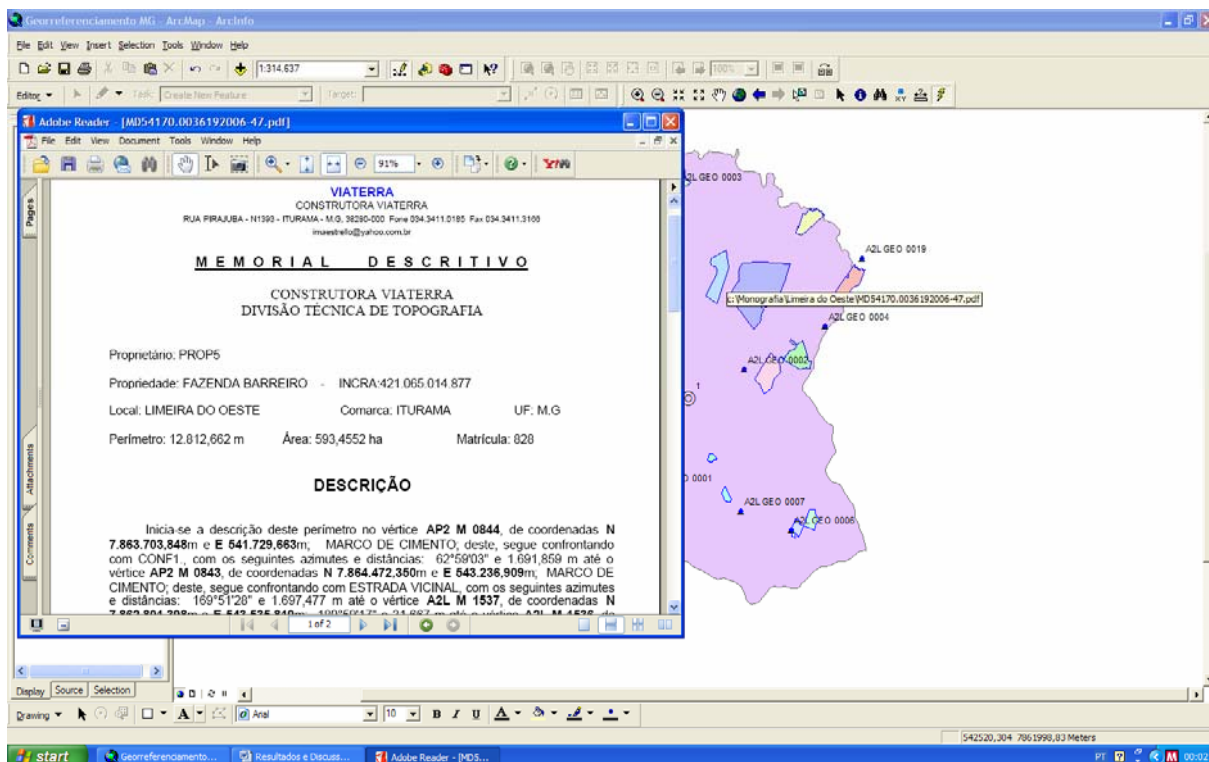 Georreferenciamento MG - ArcMap - ArcInfo
File Edit View Insert Selection Tools Window Help
1:314.637
100%
Editor Task: Create New Feature Target:
Adobe Reader - [MD54170.0036192006-47.pdf]
File Edit View Document Tools Window Help
91%
Pages
Attachments
Comments
VIATERRA
CONSTRUTORA VIATERRA
RUA PIRAJUBA - N1393 - ITURAMA - M.G, 38280-000 Fone 034.3411.0185 Fax 034.3411.3166
imaestrello@yahoo.com.br
MEMORIAL DESCRITIVO
CONSTRUTORA VIATERRA
DIVISÃO TÉCNICA DE TOPOGRAFIA
Proprietário: PROP5
Propriedade: FAZENDA BARREIRO - INCRA:421.065.014.877
Local: LIMEIRA DO OESTE Comarca: ITURAMA UF: M.G
Perímetro: 12.812,662 m Área: 593,4552 ha Matrícula: 828
DESCRIÇÃO
Inicia-se a descrição deste perímetro no vértice AP2 M 0844, de coordenadas N
7.863.703,848m e E 541.729,663m; MARCO DE CIMENTO; deste, segue confrontando
com CONF1., com os seguintes azimutes e distâncias: 62°59'03" e 1.691,859 m até o
vértice AP2 M 0843, de coordenadas N 7.864.472,350m e E 543.236,909m; MARCO DE
CIMENTO; deste, segue confrontando com ESTRADA VICINAL, com os seguintes azimutes
e distâncias: 169°51'28" e 1.697,477 m até o vértice A2L M 1537, de coordenadas N
1 of 2
A2L GEO 0003
A2L GEO 0019
c:\Monografia\Limeira do Oeste\MD54170.0036192006-47.pdf
A2L GEO 0004
A2L GEO 0002
1
0001
A2L GEO 0007
A2L GEO 0006
Display Source Selection
Drawing A Arial 10 B I U A
542520,304 7861998,83 Meters
start Georreferenciamento... Resultados e Discuss... Adobe Reader - [MD5... PT 00:02